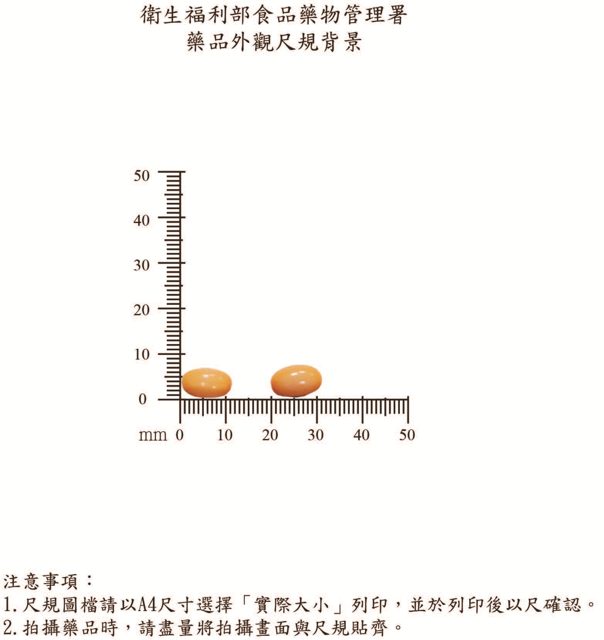 衛生福利部食品藥物管理署
藥品外觀尺規背景
50
40
30
20
10
0
mm 0 10 20 30 40 50
注意事項：
1.尺規圖檔請以A4尺寸選擇「實際大小」列印，並於列印後以尺確認。
2.拍攝藥品時，請盡量將拍攝畫面與尺規貼齊。